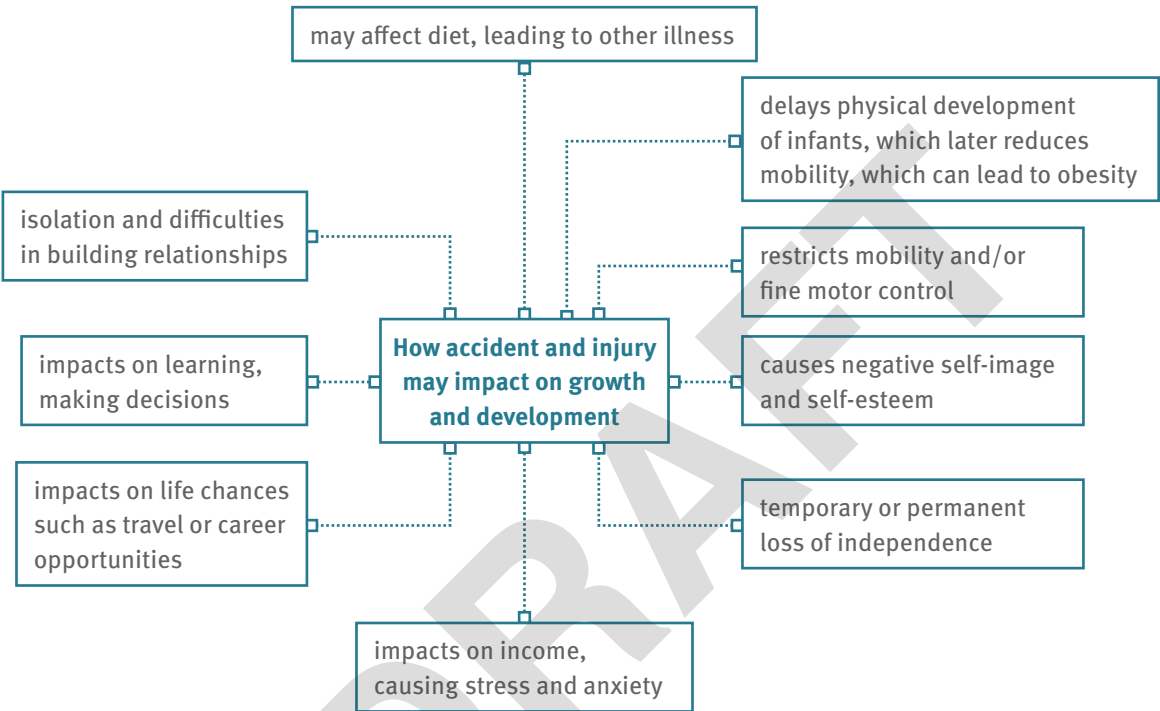 may affect diet, leading to other illness
delays physical development
of infants, which later reduces
mobility, which can lead to obesity
isolation and difficulties
in building relationships
restricts mobility and/or
fine motor control
How accident and injury
may impact on growth
and development
impacts on learning,
making decisions
causes negative self-image
and self-esteem
impacts on life chances
such as travel or career
opportunities
temporary or permanent
loss of independence
impacts on income,
causing stress and anxiety
DRAFT